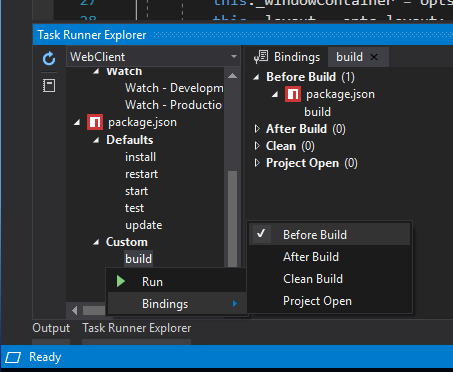 27
this._windowContainer = opts
28
this._layout = opts.layout;
Task Runner Explorer
WebClient
Watch
Watch - Developm
Watch - Productio
package.json
Defaults
install
restart
start
test
update
Custom
build
Bindings
build
Before Build (1)
package.json
build
After Build (0)
Clean (0)
Project Open (0)
Run
Bindings
Before Build
After Build
Clean Build
Project Open
Output
Task Runner Explorer
Ready